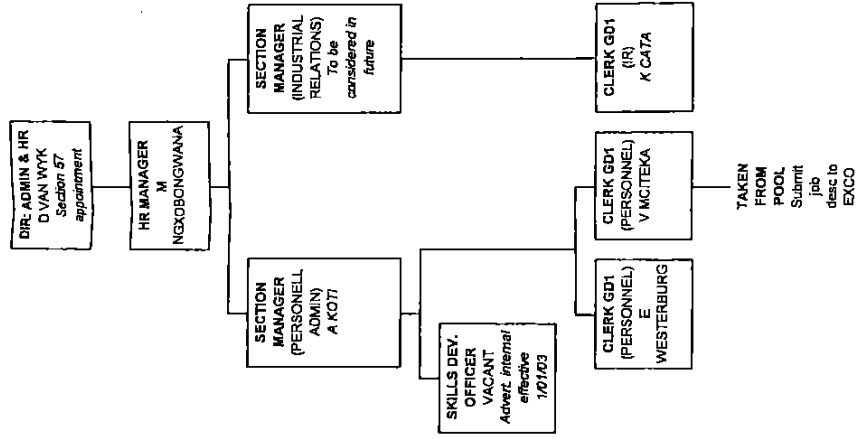 DIR: ADMIN & HR
D VAN WYK
Section 57
appointment
HR MANAGER
M
NGXOBONGWANA
SECTION
MANAGER
(PERSONELL
ADMIN)
A KOTI
SECTION
MANAGER
(INDUSTRIAL
RELATIONS)
To be
considered in
future
SKILLS DEV.
OFFICER
VACANT
Advert. internal
effective
1/01/03
CLERK GD1
(PERSONNEL)
E
WESTERBURG
CLERK GD1
(PERSONNEL)
V MCITEKA
CLERK GD1
(IR)
K CATA
TAKEN
FROM
POOL
Submit
job
desc to
EXCO